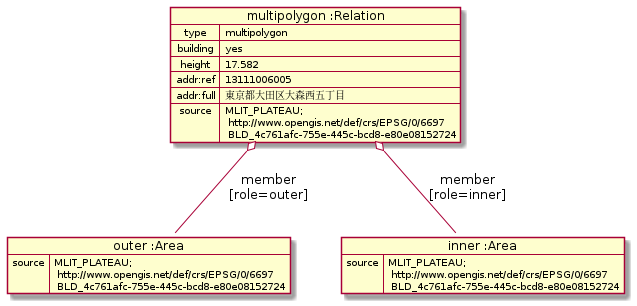 multipolygon :Relation
type multipolygon
building yes
height 17.582
addr:ref 13111006005
addr:full 東京都大田区大森西五丁目
source MLIT_PLATEAU;
http://www.opengis.net/def/crs/EPSG/0/6697
BLD_4c761afc-755e-445c-bcd8-e80e08152724
member
[role=outer]
member
[role=inner]
outer :Area
source MLIT_PLATEAU;
http://www.opengis.net/def/crs/EPSG/0/6697
BLD_4c761afc-755e-445c-bcd8-e80e08152724
inner :Area
source MLIT_PLATEAU;
http://www.opengis.net/def/crs/EPSG/0/6697
BLD_4c761afc-755e-445c-bcd8-e80e08152724